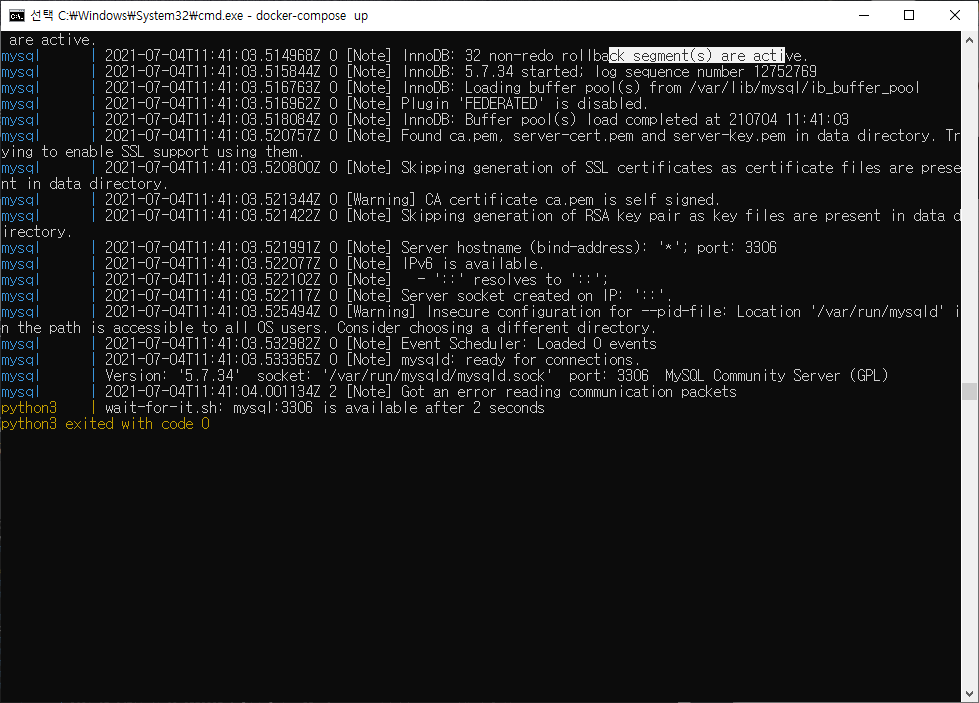 선택 C:₩Windows₩System32₩cmd.exe - docker-compose up
are active.
mysql | 2021-07-04T11:41:03.514968Z 0 [Note] InnoDB: 32 non-redo rollback segment(s) are active.
mysql | 2021-07-04T11:41:03.515844Z 0 [Note] InnoDB: 5.7.34 started; log sequence number 12752769
mysql | 2021-07-04T11:41:03.516763Z 0 [Note] InnoDB: Loading buffer pool(s) from /var/lib/mysql/ib_buffer_pool
mysql | 2021-07-04T11:41:03.516962Z 0 [Note] Plugin 'FEDERATED' is disabled.
mysql | 2021-07-04T11:41:03.518084Z 0 [Note] InnoDB: Buffer pool(s) load completed at 210704 11:41:03
mysql | 2021-07-04T11:41:03.520757Z 0 [Note] Found ca.pem, server-cert.pem and server-key.pem in data directory. Tr
ying to enable SSL support using them.
mysql | 2021-07-04T11:41:03.520800Z 0 [Note] Skipping generation of SSL certificates as certificate files are prese
nt in data directory.
mysql | 2021-07-04T11:41:03.521344Z 0 [Warning] CA certificate ca.pem is self signed.
mysql | 2021-07-04T11:41:03.521422Z 0 [Note] Skipping generation of RSA key pair as key files are present in data d
irectory.
mysql | 2021-07-04T11:41:03.521991Z 0 [Note] Server hostname (bind-address): '*'; port: 3306
mysql | 2021-07-04T11:41:03.522077Z 0 [Note] IPv6 is available.
mysql | 2021-07-04T11:41:03.522102Z 0 [Note]   - '::' resolves to '::';
mysql | 2021-07-04T11:41:03.522117Z 0 [Note] Server socket created on IP: '::'.
mysql | 2021-07-04T11:41:03.525494Z 0 [Warning] Insecure configuration for --pid-file: Location '/var/run/mysqld' i
n the path is accessible to all OS users. Consider choosing a different directory.
mysql | 2021-07-04T11:41:03.532982Z 0 [Note] Event Scheduler: Loaded 0 events
mysql | 2021-07-04T11:41:03.533365Z 0 [Note] mysqld: ready for connections.
mysql | Version: '5.7.34'  socket: '/var/run/mysqld/mysqld.sock'  port: 3306  MySQL Community Server (GPL)
mysql | 2021-07-04T11:41:04.001134Z 2 [Note] Got an error reading communication packets
python3 | wait-for-it.sh: mysql:3306 is available after 2 seconds
python3 exited with code 0